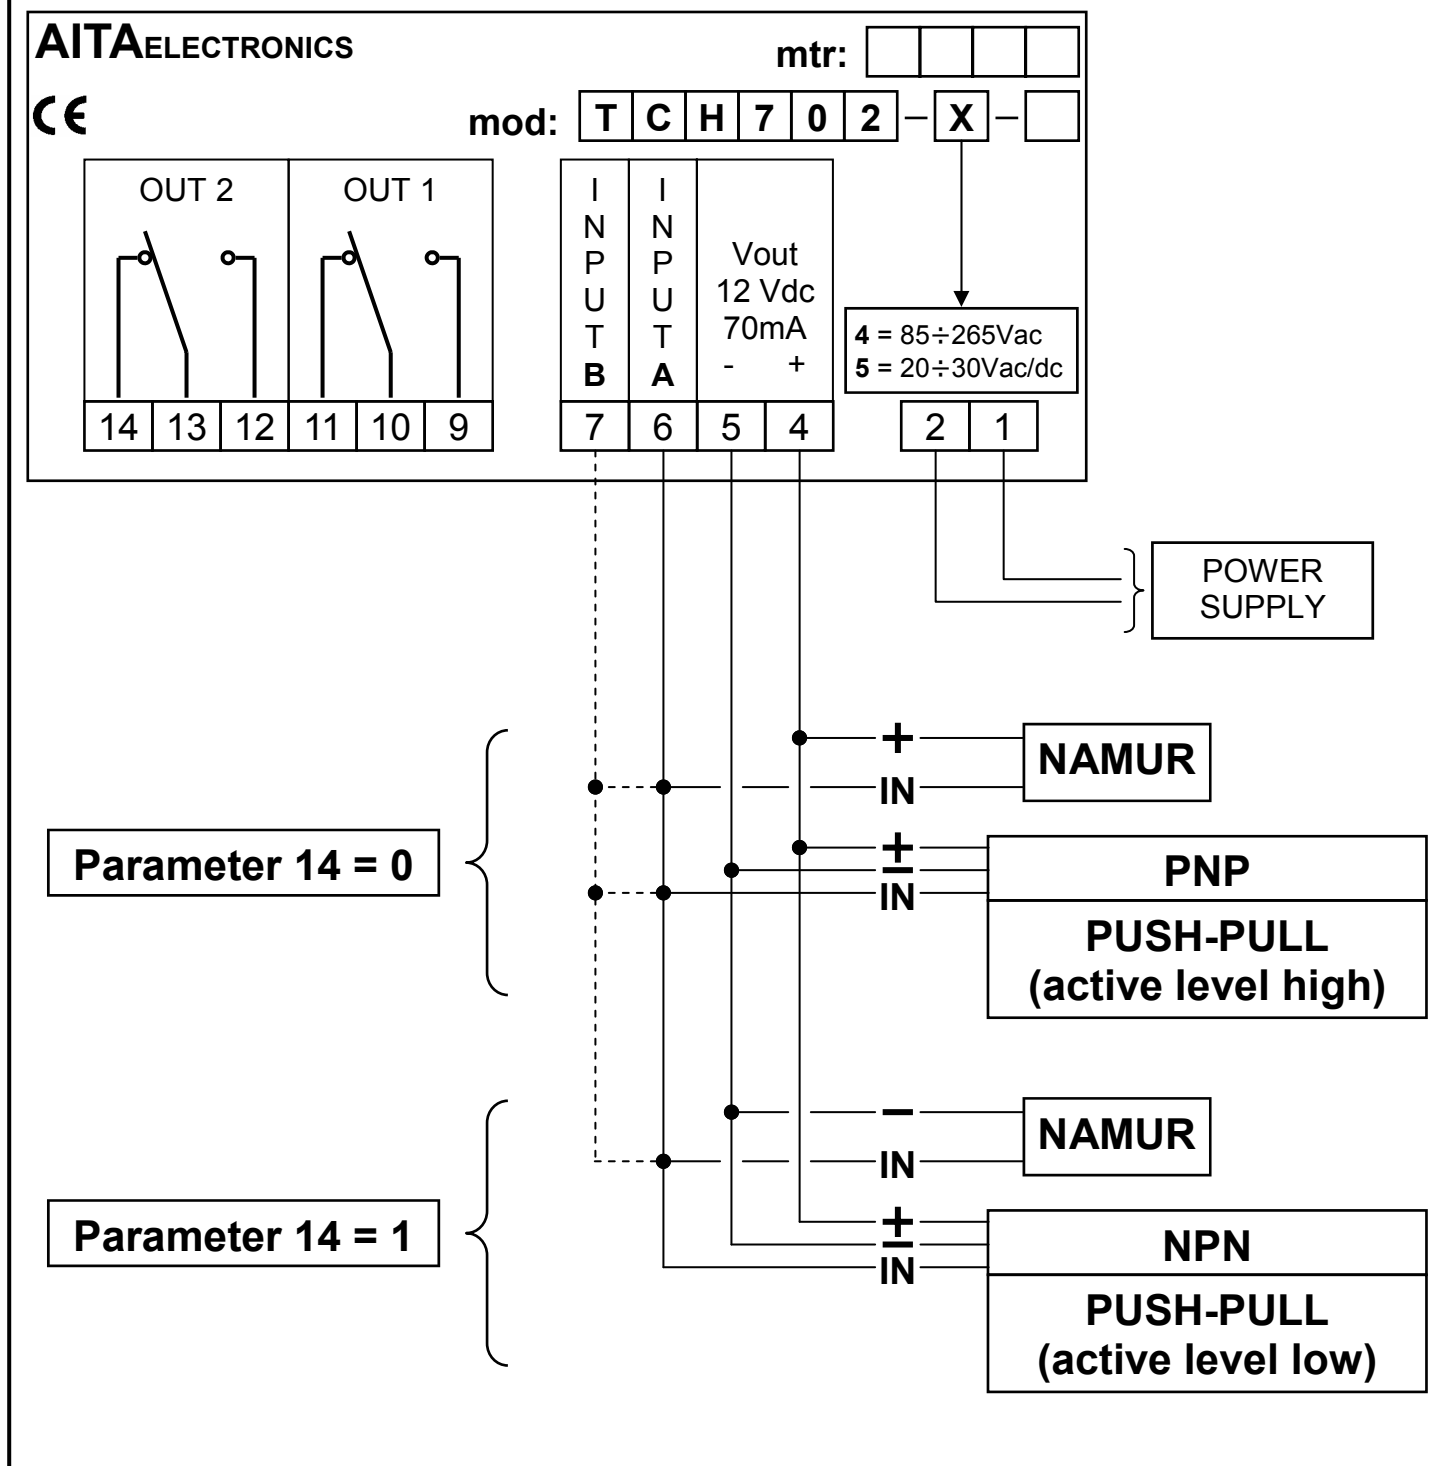 AITAELECTRONICS
mtr:
CE
mod: T C H 7 0 2 – X –
OUT 2
OUT 1
INPUT B
INPUT A
Vout
12 Vdc
70mA
- +
4 = 85÷265Vac
5 = 20÷30Vac/dc
14 13 12 11 10 9
7 6 5 4
2 1
POWER
SUPPLY
+
NAMUR
IN
Parameter 14 = 0
+
–
IN
PNP
PUSH-PULL
(active level high)
–
NAMUR
IN
Parameter 14 = 1
+
–
IN
NPN
PUSH-PULL
(active level low)